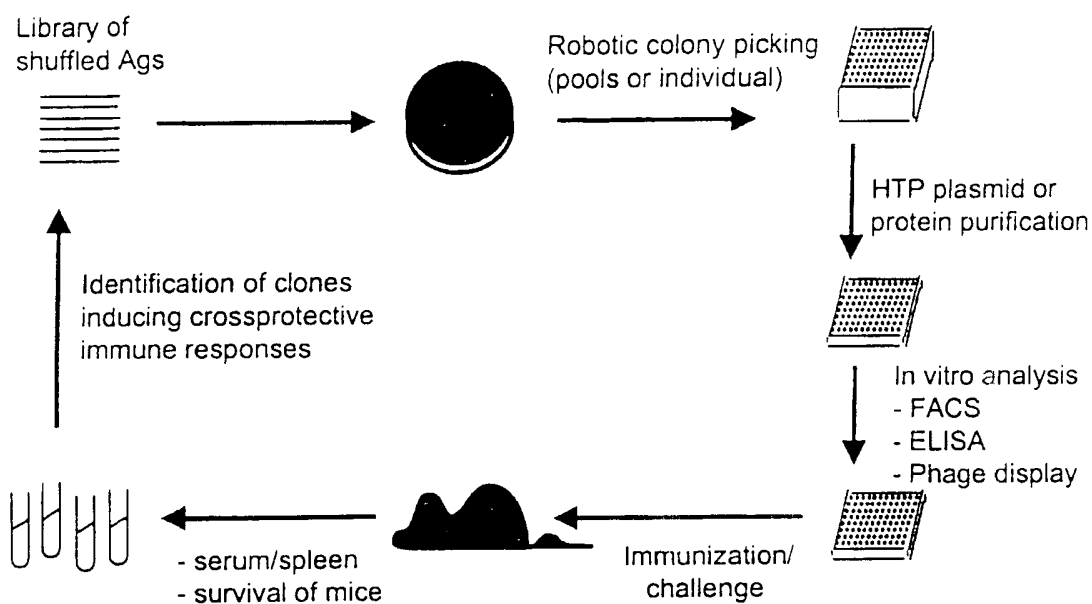 Library of
shuffled Ags
Robotic colony picking
(pools or individual)
HTP plasmid or
protein purification
In vitro analysis
- FACS
- ELISA
- Phage display
Immunization/
challenge
- serum/spleen
- survival of mice
Identification of clones
inducing crossprotective
immune responses